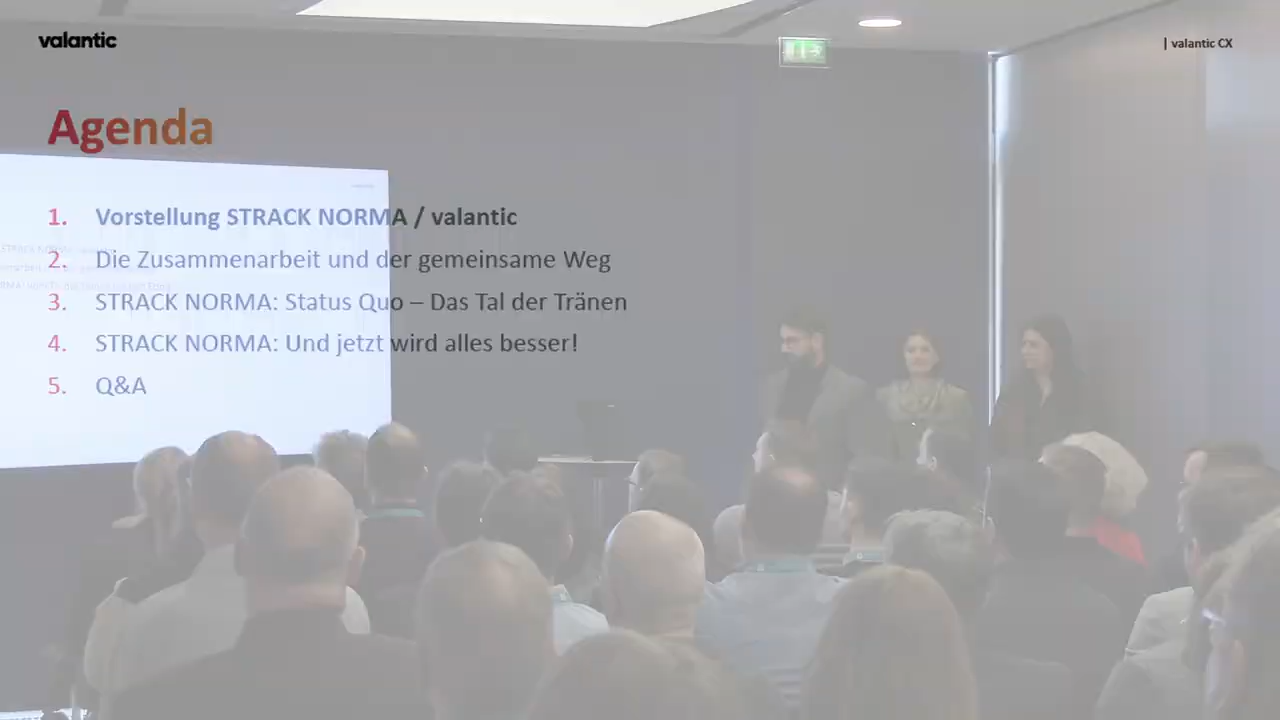 valantic
| valantic CX
Agenda
1. Vorstellung STRACK NORMA / valantic
2. Die Zusammenarbeit und der gemeinsame Weg
3. STRACK NORMA: Status Quo – Das Tal der Tränen
4. STRACK NORMA: Und jetzt wird alles besser!
5. Q&A